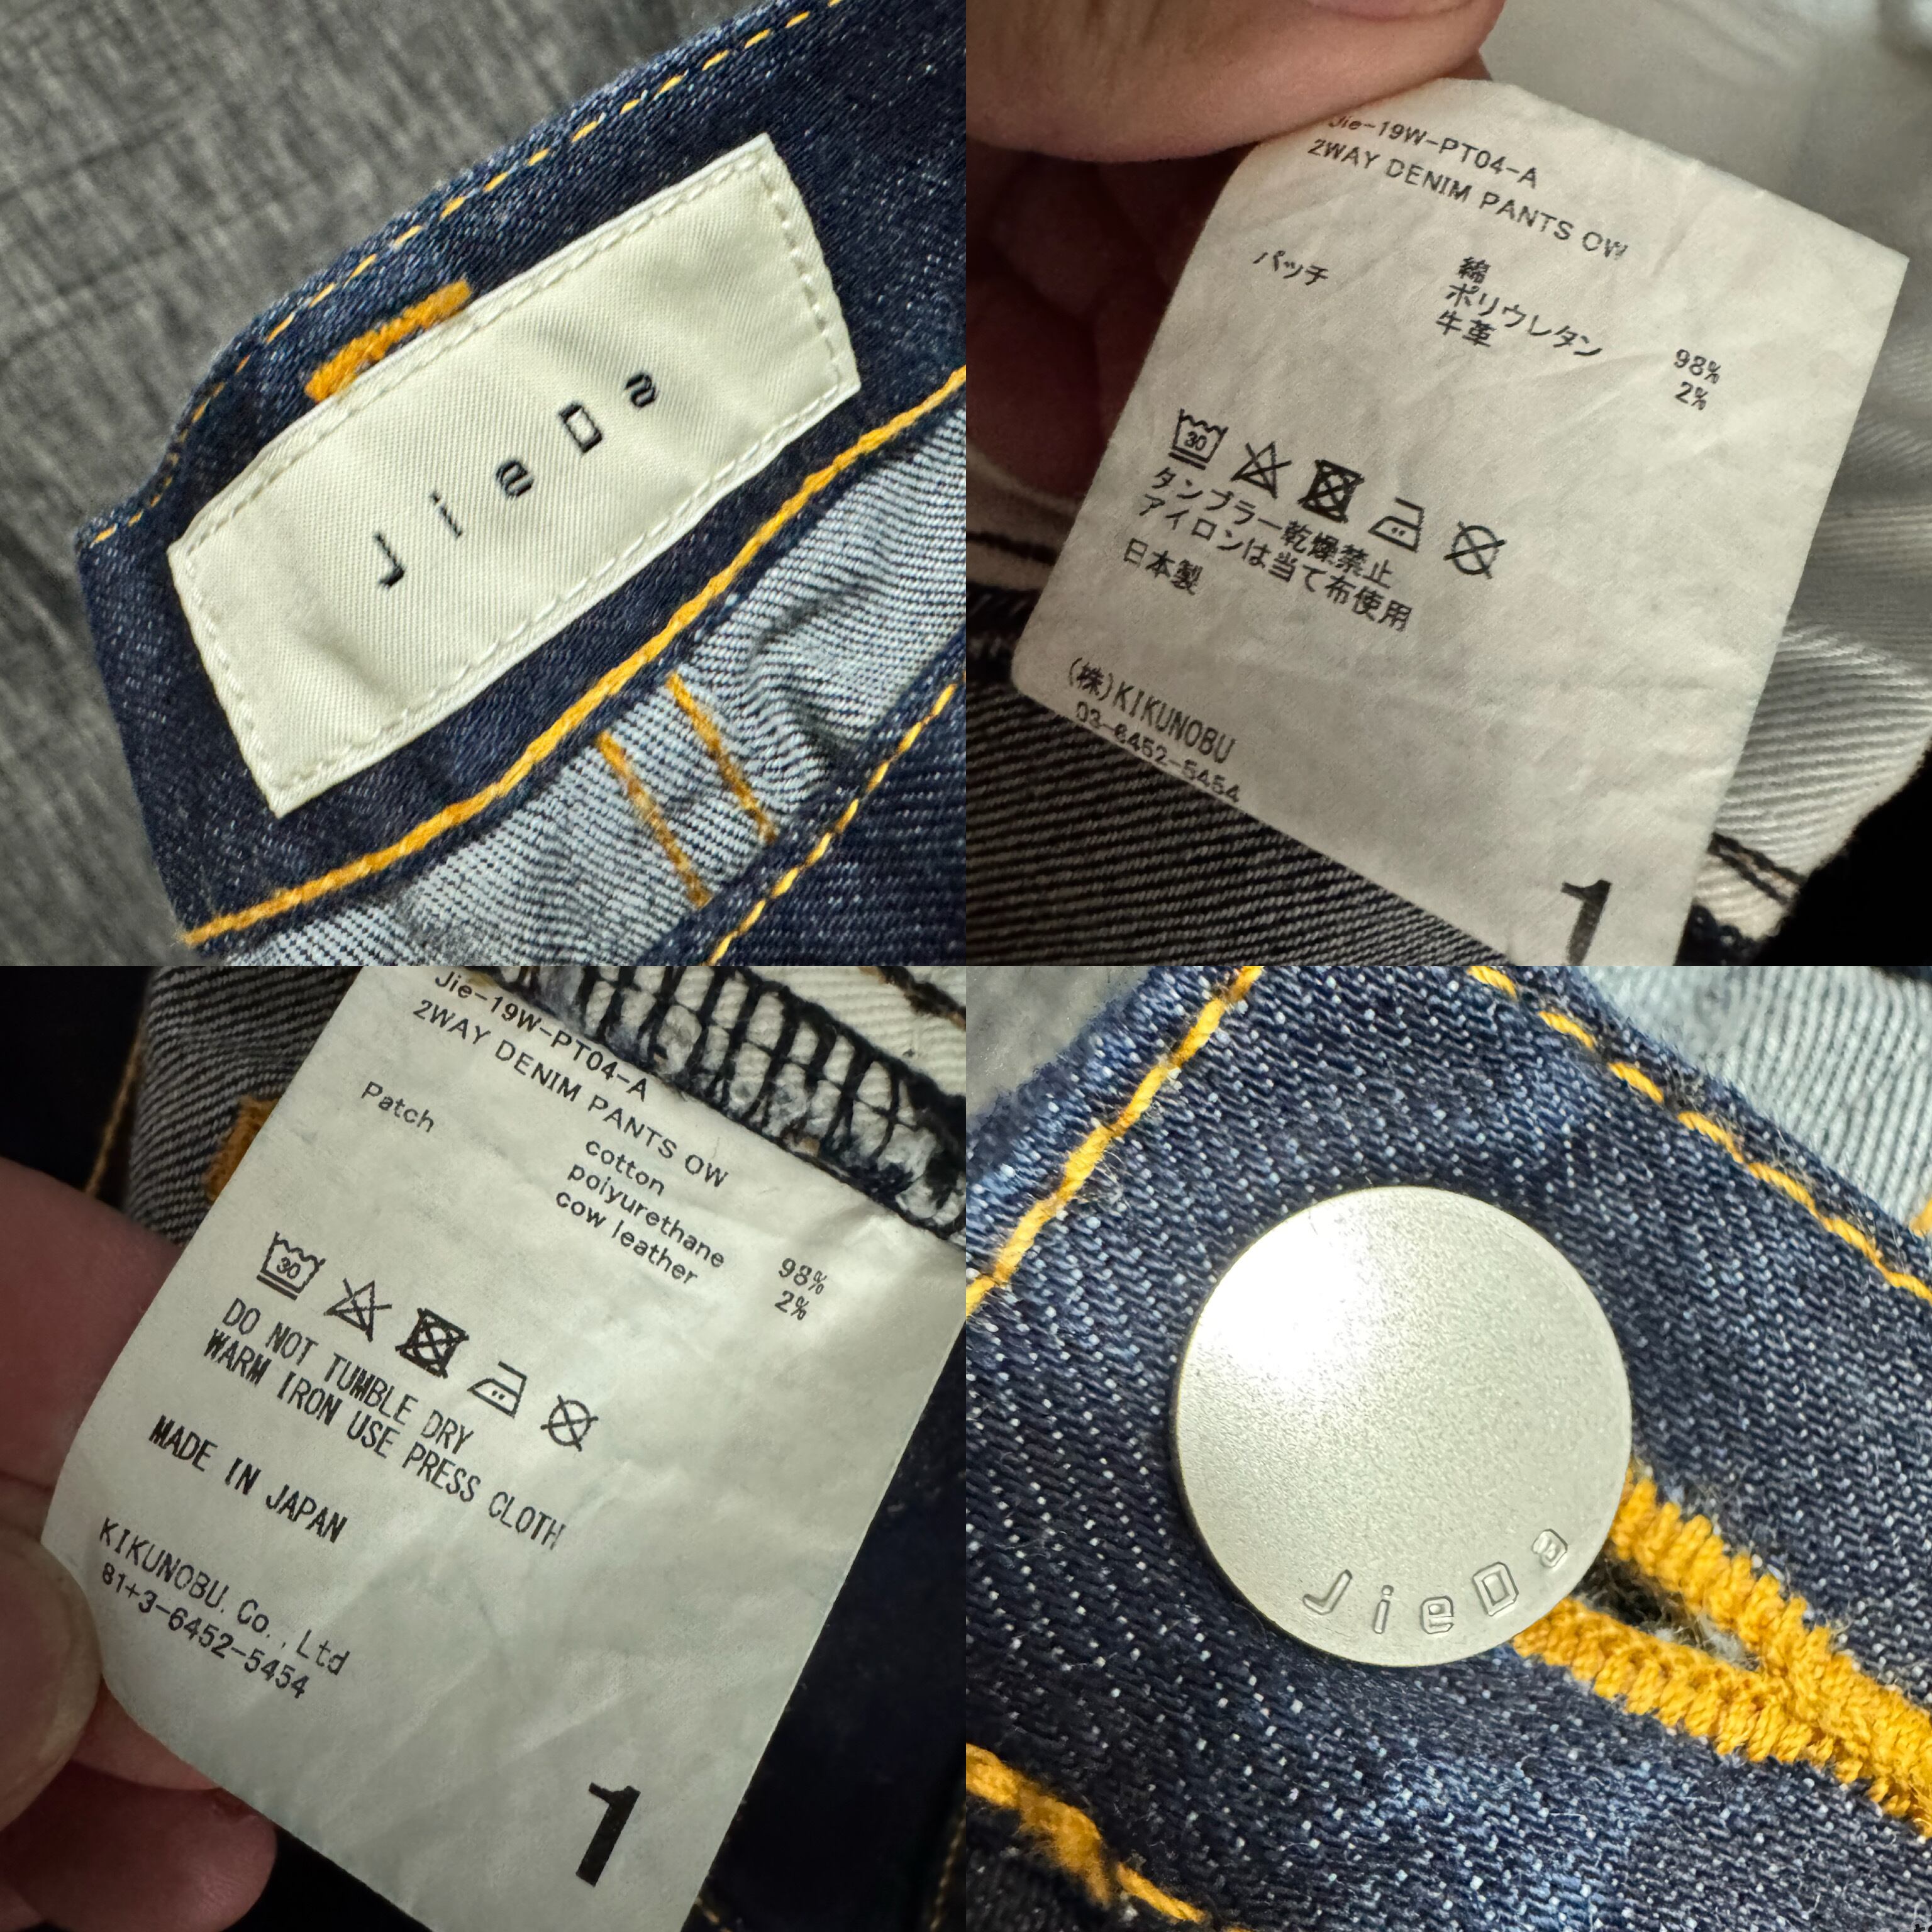 JieDa
Jie-19W-PT04-A
2WAY DENIM PANTS OW
綿 98%
ポリウレタン 2%
パッチ 牛革
30
タンブラー乾燥禁止
アイロンは当て布使用
日本製
(株)KIKUNOBU
03-6452-5454
1
Jie-19W-PT04-A
2WAY DENIM PANTS OW
cotton 98%
poiyurethane 2%
Patch cow leather
30
DO NOT TUMBLE DRY
WARM IRON USE PRESS CLOTH
MADE IN JAPAN
KIKUNOBU. Co. , Ltd
81+3-6452-5454
1
JieDa